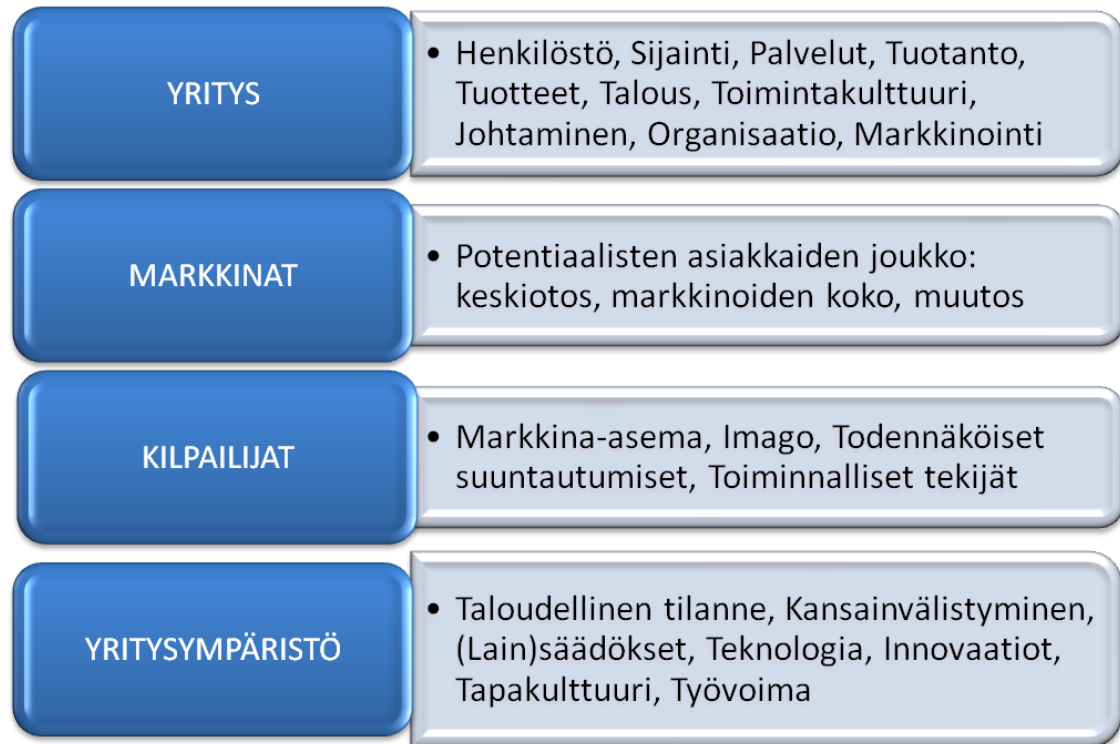 YRITYS
• Henkilöstö, Sijainti, Palvelut, Tuotanto,
Tuotteet, Talous, Toimintakulttuuri,
Johtaminen, Organisaatio, Markkinointi
MARKKINAT
• Potentiaalisten asiakkaiden joukko:
keskiotos, markkinoiden koko, muutos
KILPAILIJAT
• Markkina-asema, Imago, Todennäköiset
suuntautumiset, Toiminnalliset tekijät
YRITYSYMPÄRISTÖ
• Taloudellinen tilanne, Kansainvälistyminen,
(Lain)säädökset, Teknologia, Innovaatiot,
Tapakulttuuri, Työvoima